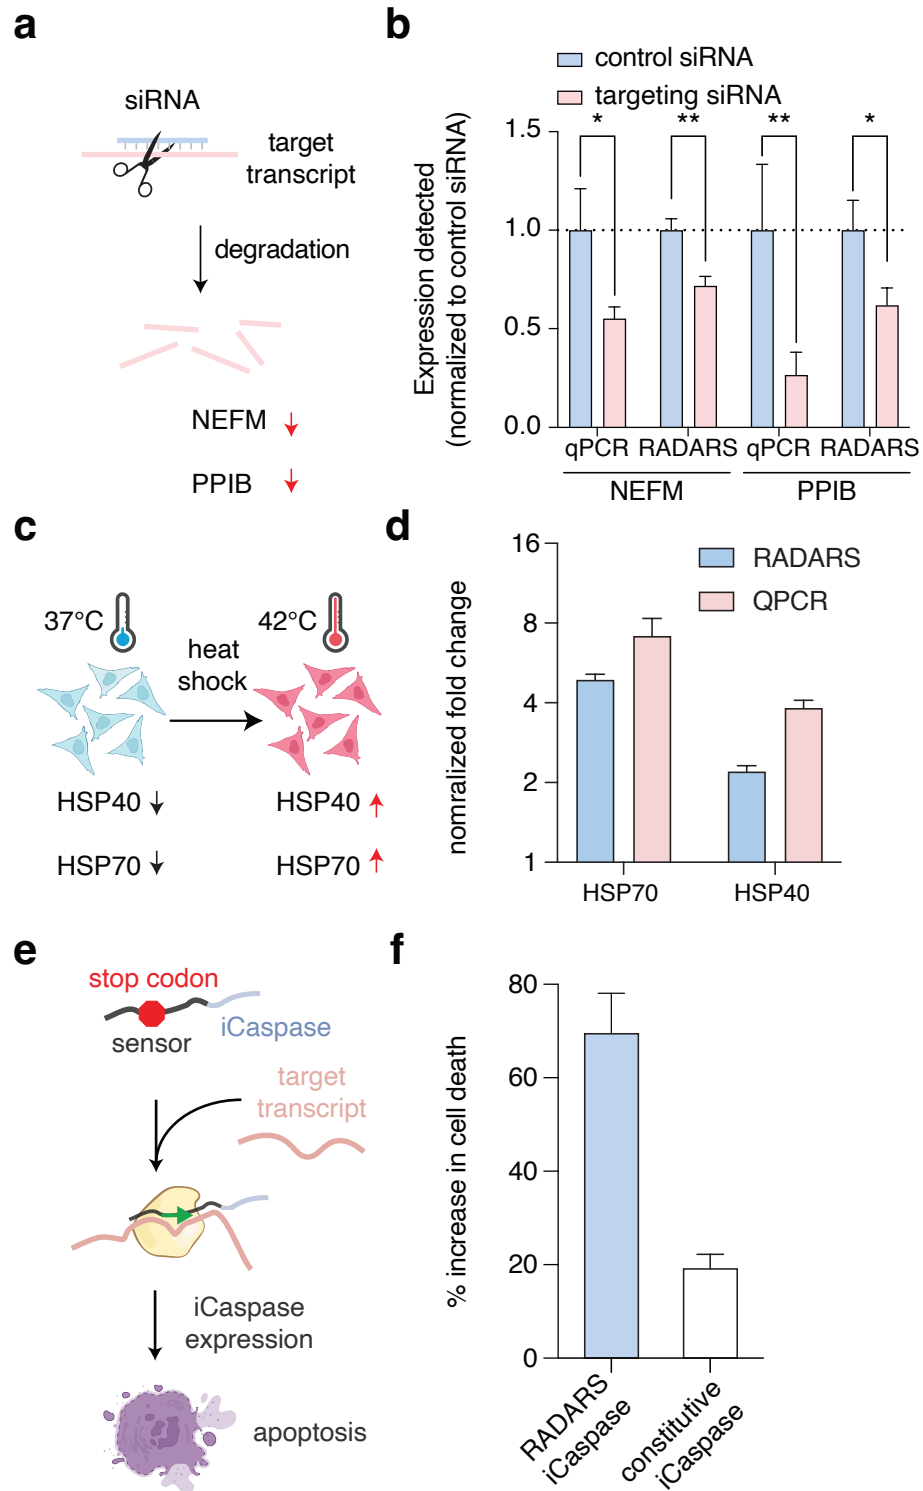 a
siRNA
target
transcript
degradation
NEFM
PPIB
b
control siRNA
targeting siRNA
Expression detected
(normalized to control siRNA)
1.5
1.0
0.5
0.0
* ** ** *
qPCR RADARS qPCR RADARS
NEFM PPIB
c
37°C
42°C
heat
shock
HSP40
HSP70
HSP40
HSP70
d
nomralized fold change
16
8
4
2
1
RADARS
QPCR
HSP70 HSP40
e
stop codon
sensor
iCaspase
target
transcript
iCaspase
expression
apoptosis
f
% increase in cell death
80
60
40
20
0
RADARS
iCaspase
constitutive
iCaspase